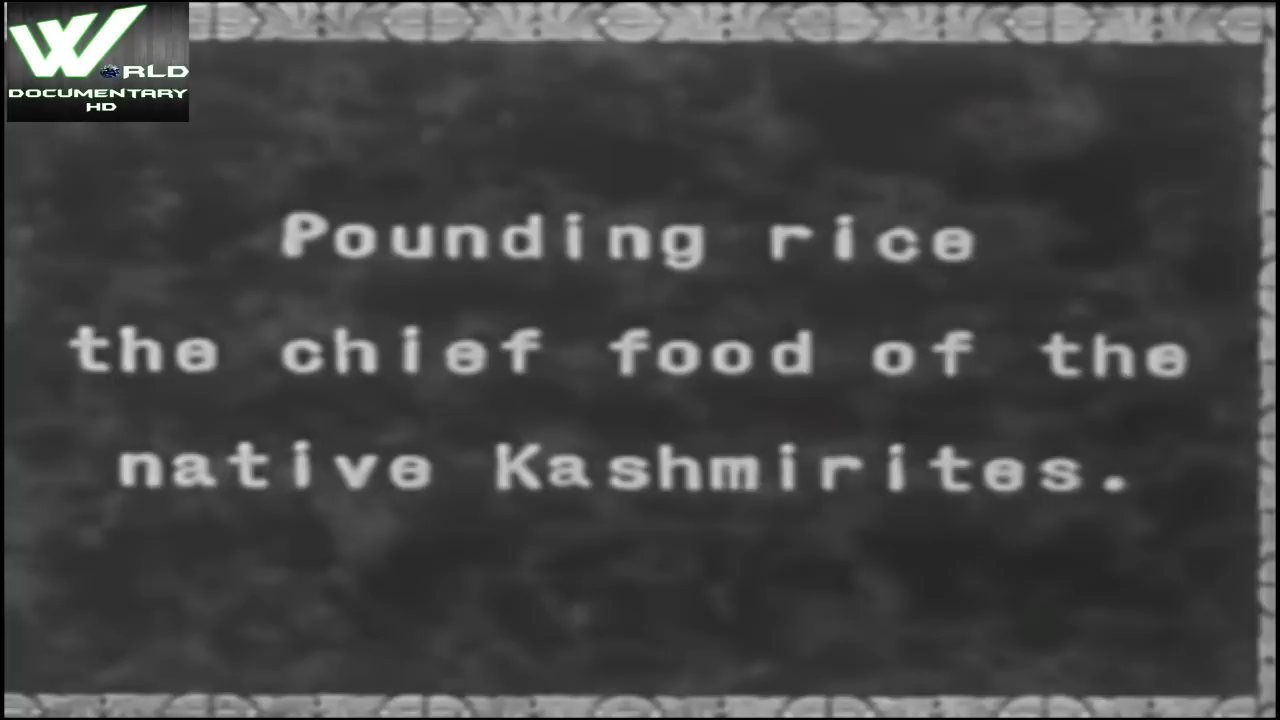 WORLD
DOCUMENTARY
HD
Pounding rice
the chief food of the
native Kashmirites.